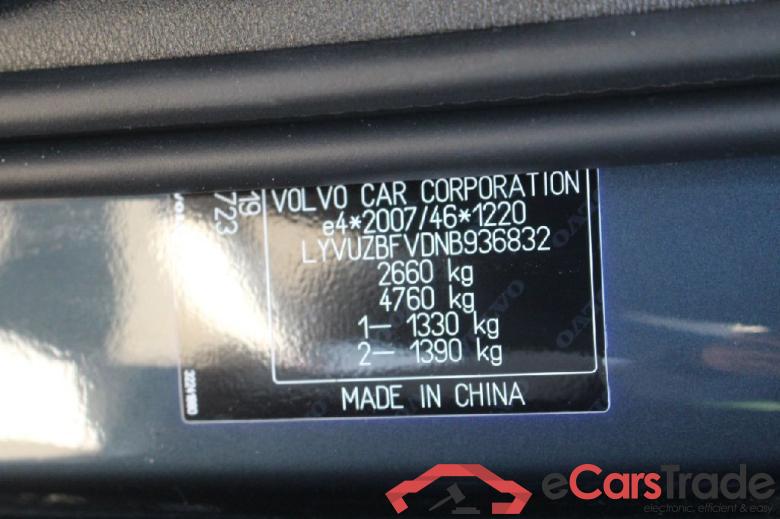 VOLVO CAR CORPORATION
e4*2007/46*1220
LYVUZBFVDNB936832
2660 kg
4760 kg
1– 1330 kg
2– 1390 kg
MADE IN CHINA
19
723
VOLVO
eCarsTrade
electronic, efficient & easy